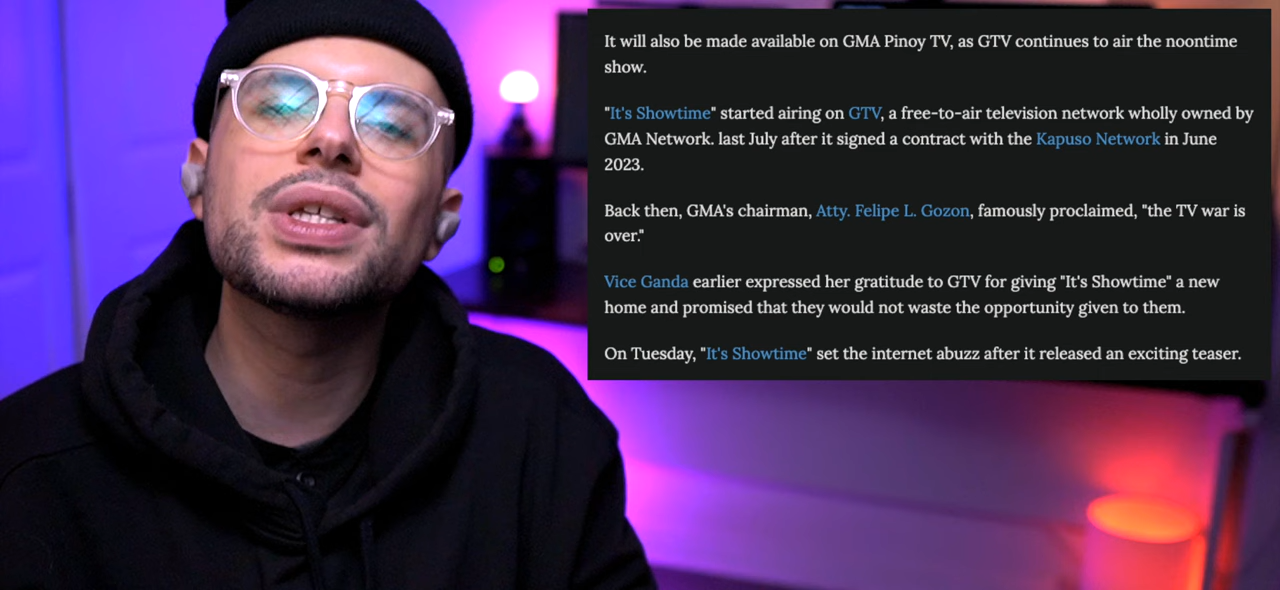 It will also be made available on GMA Pinoy TV, as GTV continues to air the noontime
show.
"It's Showtime" started airing on GTV, a free-to-air television network wholly owned by
GMA Network. last July after it signed a contract with the Kapuso Network in June
2023.
Back then, GMA's chairman, Atty. Felipe L. Gozon, famously proclaimed, "the TV war is
over."
Vice Ganda earlier expressed her gratitude to GTV for giving "It's Showtime" a new
home and promised that they would not waste the opportunity given to them.
On Tuesday, "It's Showtime" set the internet abuzz after it released an exciting teaser.